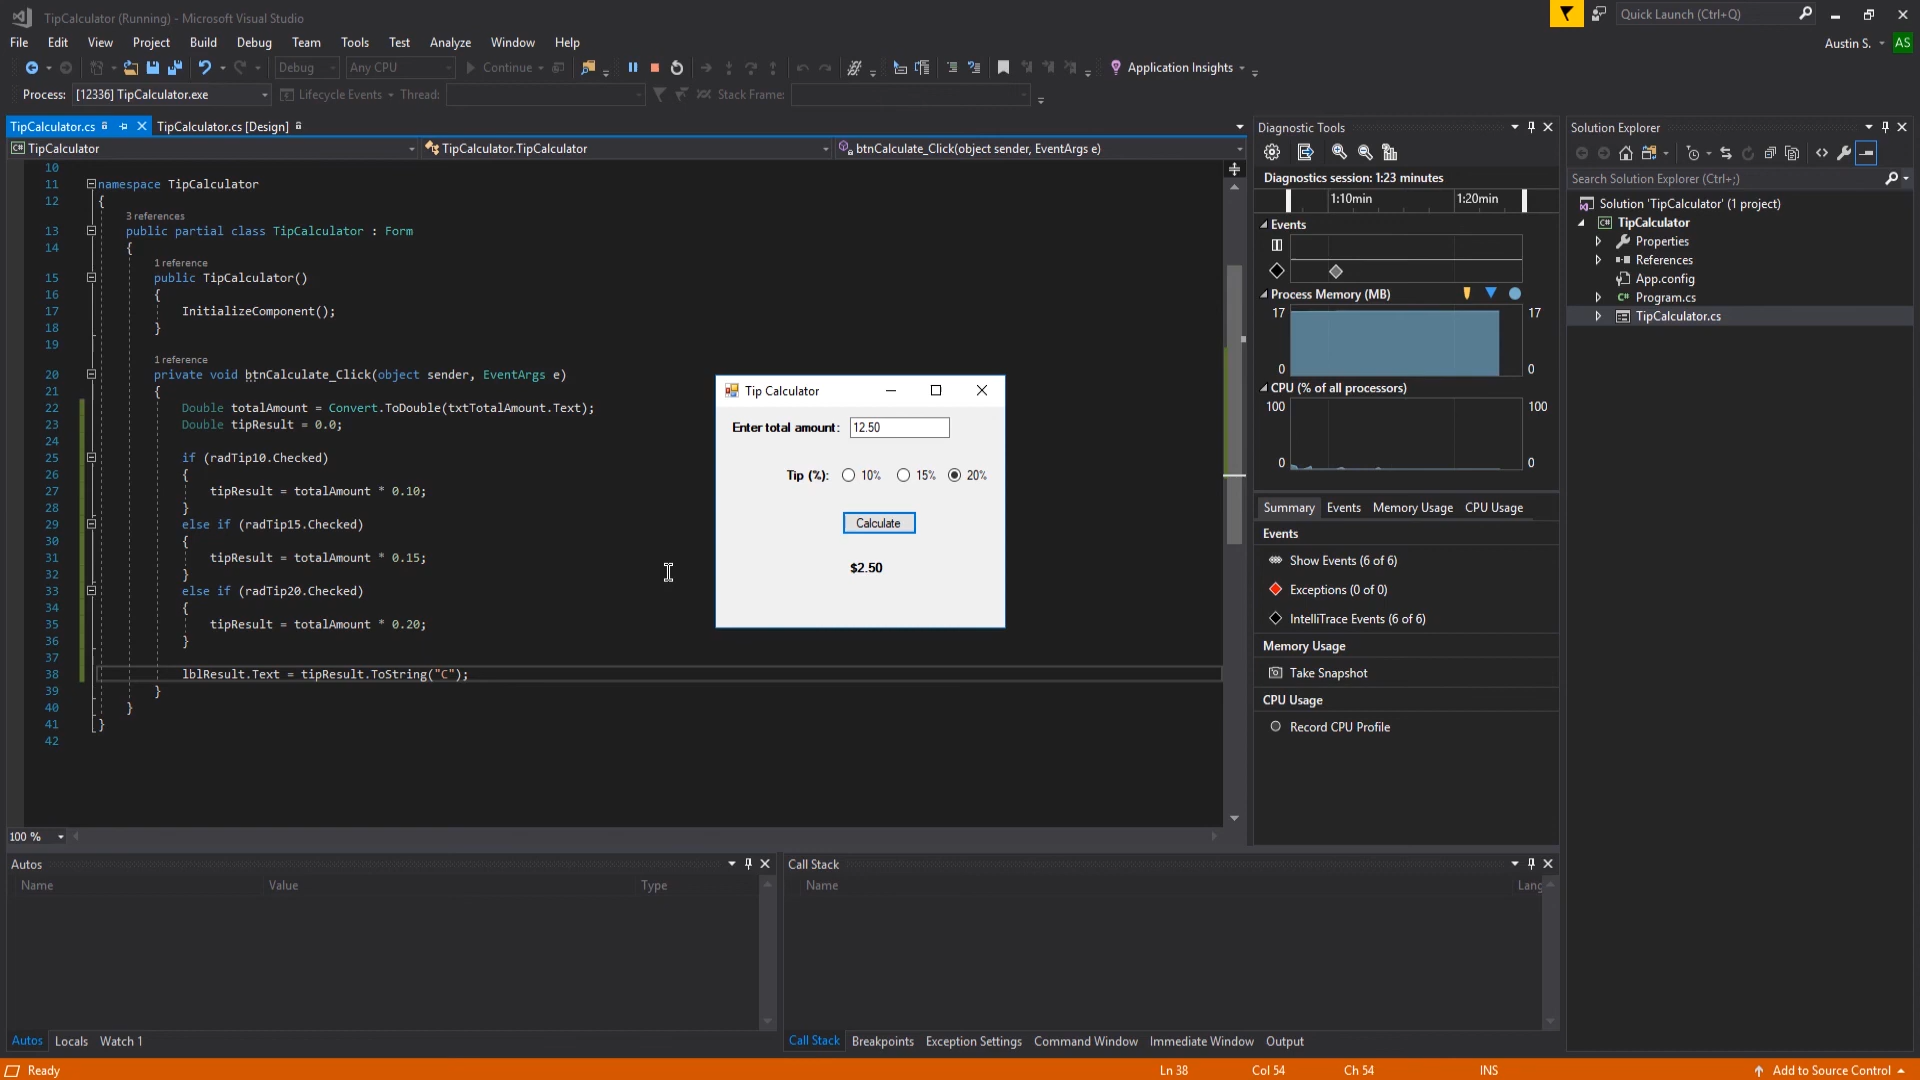 TipCalculator (Running) - Microsoft Visual Studio
Quick Launch (Ctrl+Q)
File Edit View Project Build Debug Team Tools Test Analyze Window Help
Austin S. AS
Debug Any CPU Continue Application Insights
Process: [12336] TipCalculator.exe Lifecycle Events Thread: Stack Frame:
TipCalculator.cs TipCalculator.cs [Design]
TipCalculator TipCalculator.TipCalculator btnCalculate_Click(object sender, EventArgs e)
10
11 namespace TipCalculator
12 {
3 references
13 public partial class TipCalculator : Form
14 {
1 reference
15 public TipCalculator()
16 {
17 InitializeComponent();
18 }
19
1 reference
20 private void btnCalculate_Click(object sender, EventArgs e)
21 {
22 Double totalAmount = Convert.ToDouble(txtTotalAmount.Text);
23 Double tipResult = 0.0;
24
25 if (radTip10.Checked)
26 {
27 tipResult = totalAmount * 0.10;
28 }
29 else if (radTip15.Checked)
30 {
31 tipResult = totalAmount * 0.15;
32 }
33 else if (radTip20.Checked)
34 {
35 tipResult = totalAmount * 0.20;
36 }
37
38 lblResult.Text = tipResult.ToString("C");
39 }
40 }
41 }
42
100 %
Tip Calculator
Enter total amount: 12.50
Tip (%): 10% 15% 20%
Calculate
$2.50
Diagnostic Tools
Diagnostics session: 1:23 minutes
1:10min 1:20min
Events
Process Memory (MB)
17 17
0 0
CPU (% of all processors)
100 100
0 0
Summary Events Memory Usage CPU Usage
Events
Show Events (6 of 6)
Exceptions (0 of 0)
IntelliTrace Events (6 of 6)
Memory Usage
Take Snapshot
CPU Usage
Record CPU Profile
Solution Explorer
Search Solution Explorer (Ctrl+;)
Solution 'TipCalculator' (1 project)
C# TipCalculator
Properties
References
App.config
C# Program.cs
TipCalculator.cs
Autos
Name Value Type
Autos Locals Watch 1
Call Stack
Name Lang
Call Stack Breakpoints Exception Settings Command Window Immediate Window Output
Ready Ln 38 Col 54 Ch 54 INS Add to Source Control